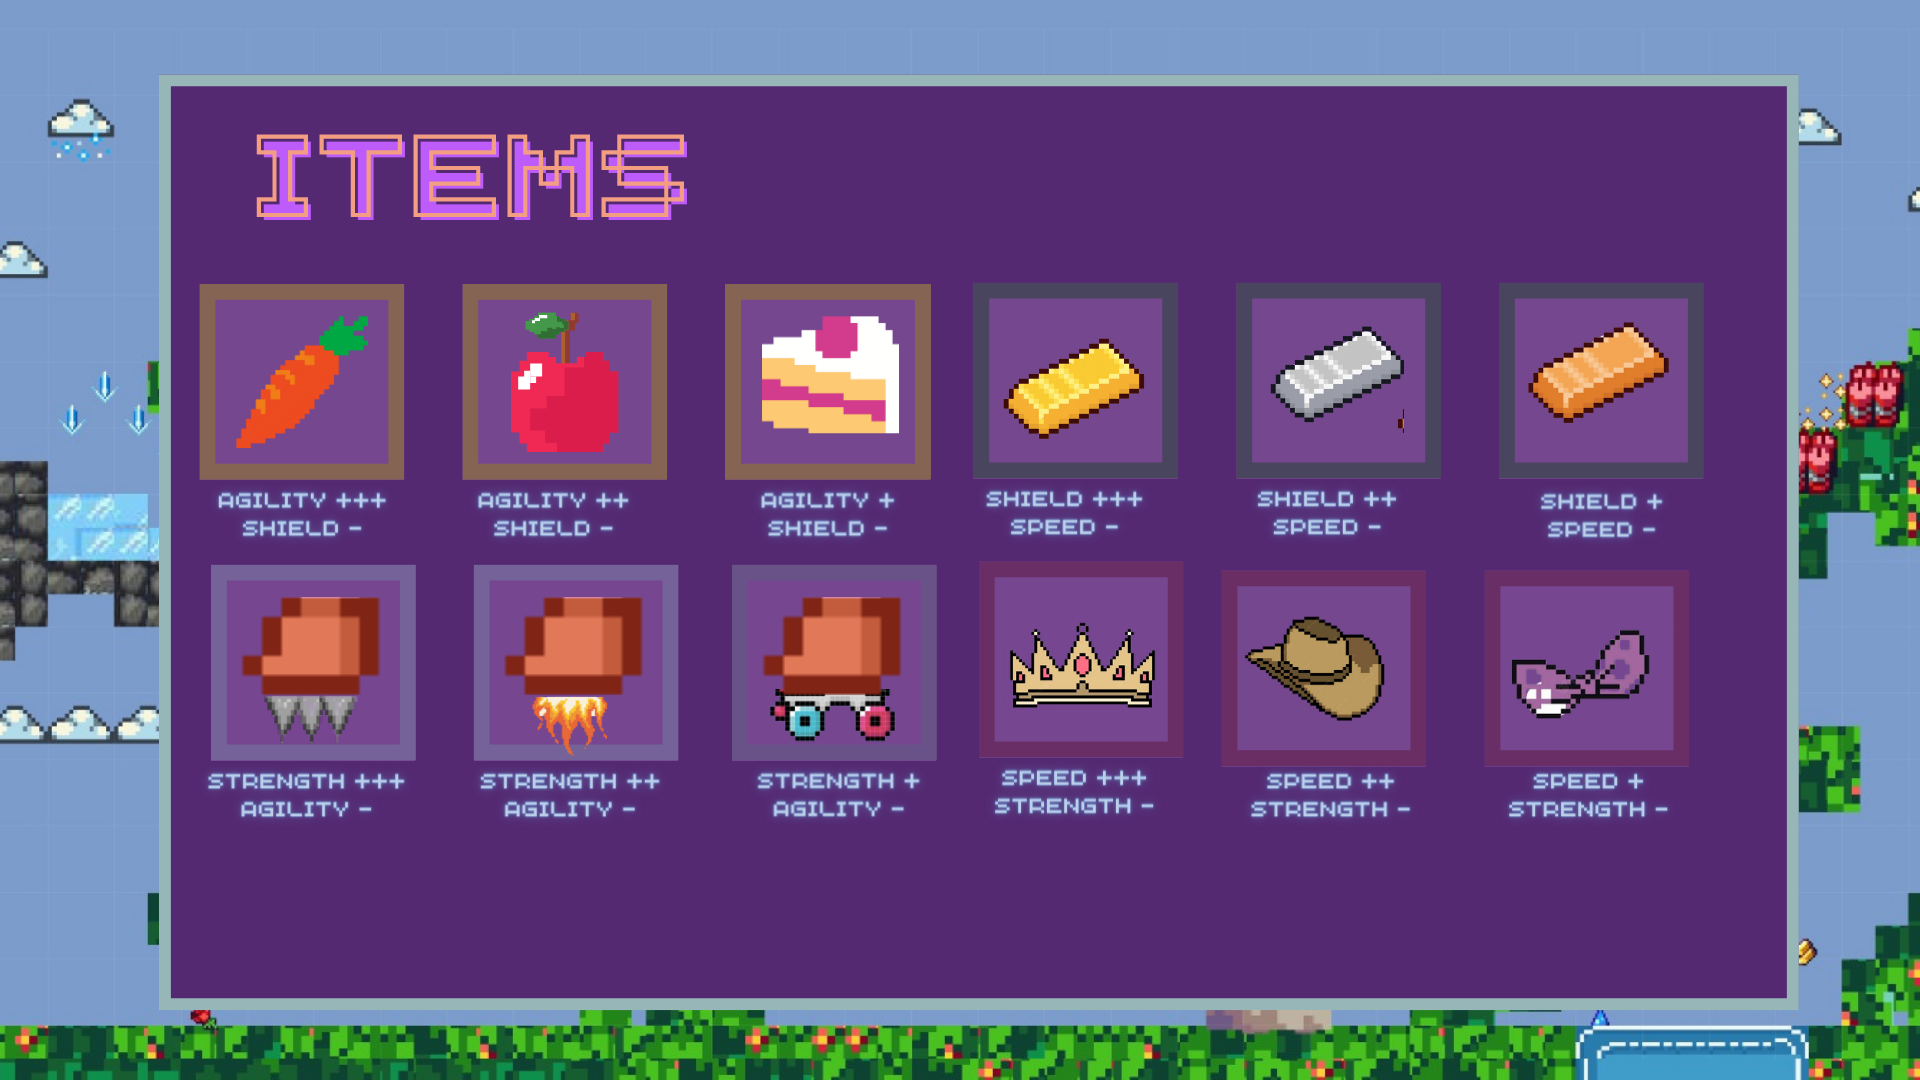 ITEMS
AGILITY +++
SHIELD -
AGILITY ++
SHIELD -
AGILITY +
SHIELD -
SHIELD +++
SPEED -
SHIELD ++
SPEED -
SHIELD +
SPEED -
STRENGTH +++
AGILITY -
STRENGTH ++
AGILITY -
STRENGTH +
AGILITY -
SPEED +++
STRENGTH -
SPEED ++
STRENGTH -
SPEED +
STRENGTH -